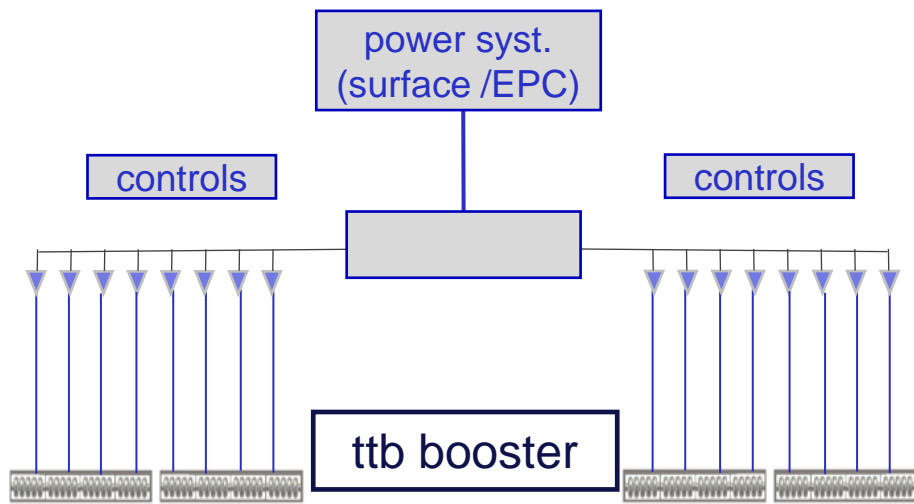 power syst.
(surface /EPC)
controls
controls
ttb booster